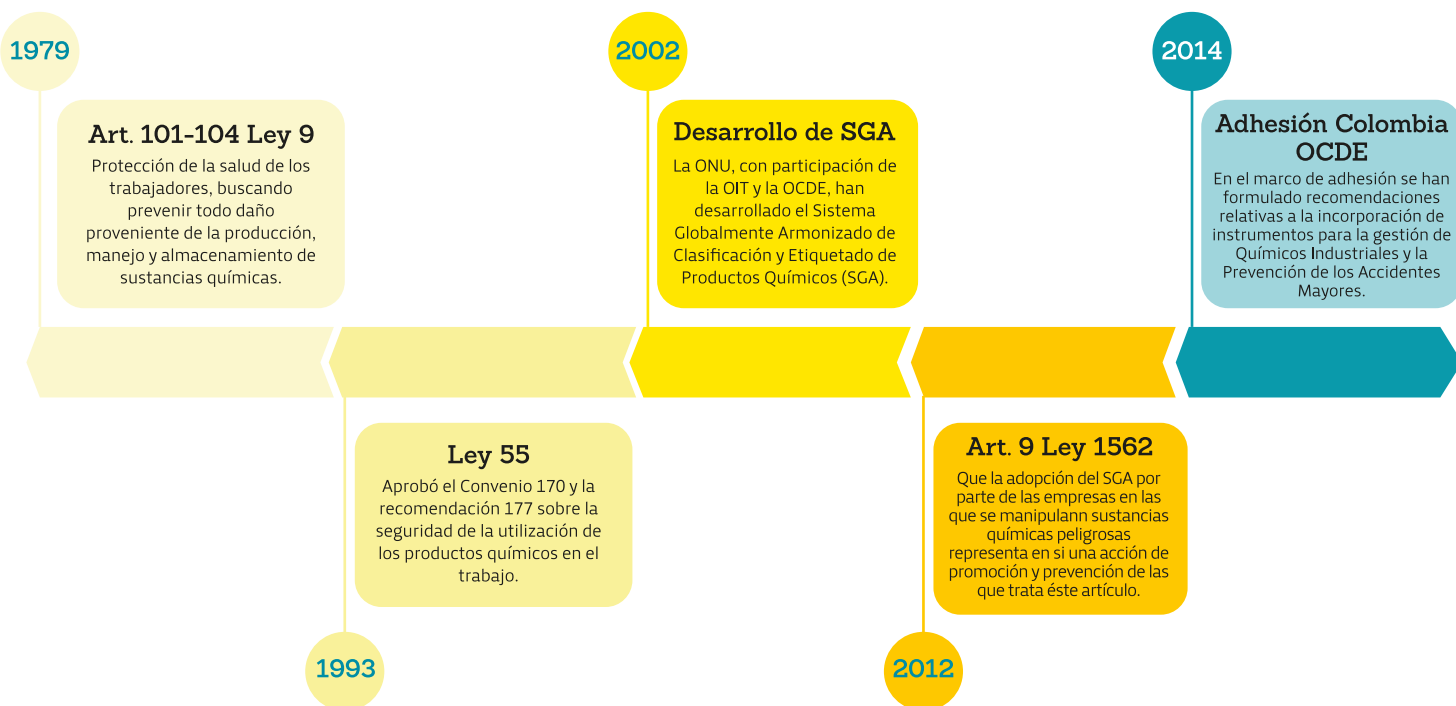 1979
Art. 101-104 Ley 9
Protección de la salud de los
trabajadores, buscando
prevenir todo daño
proveniente de la producción,
manejo y almacenamiento de
sustancias químicas.
1993
Ley 55
Aprobó el Convenio 170 y la
recomendación 177 sobre la
seguridad de la utilización de
los productos químicos en el
trabajo.
2002
Desarrollo de SGA
La ONU, con participación de
la OIT y la OCDE, han
desarrollado el Sistema
Globalmente Armonizado de
Clasificación y Etiquetado de
Productos Químicos (SGA).
2012
Art. 9 Ley 1562
Que la adopción del SGA por
parte de las empresas en las
que se manipulann sustancias
químicas peligrosas
representa en si una acción de
promoción y prevención de las
que trata éste artículo.
2014
Adhesión Colombia
OCDE
En el marco de adhesión se han
formulado recomendaciones
relativas a la incorporación de
instrumentos para la gestión de
Químicos Industriales y la
Prevención de los Accidentes
Mayores.